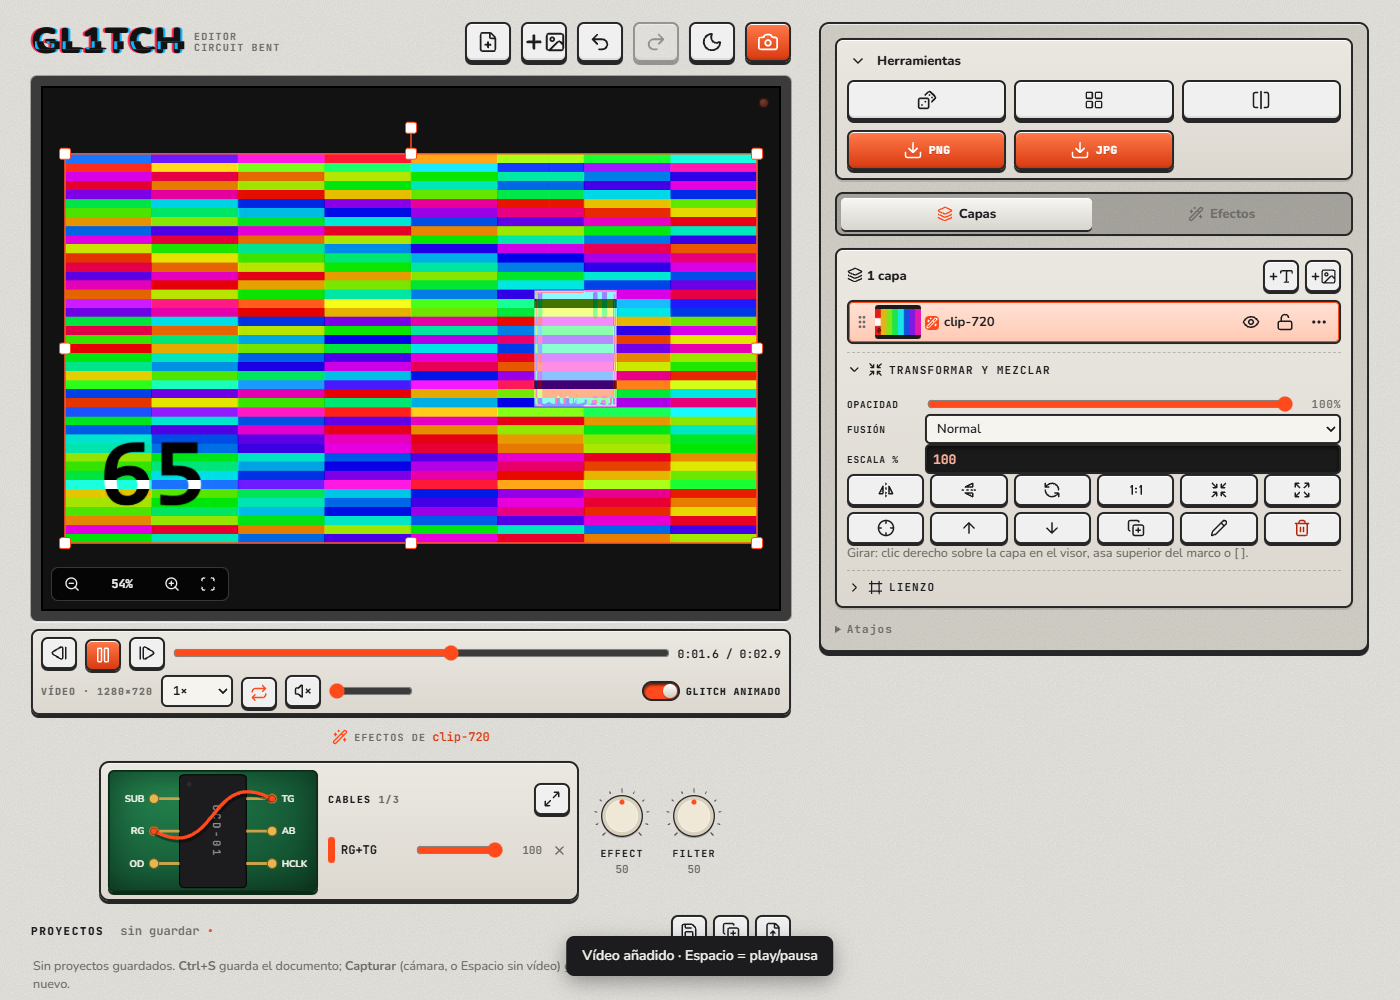 GL1TCH
EDITOR
CIRCUIT BENT
Herramientas
PNG
JPG
Capas
Efectos
1 capa
+T
clip-720
TRANSFORMAR Y MEZCLAR
OPACIDAD
100%
FUSIÓN
Normal
ESCALA %
100
1:1
Girar: clic derecho sobre la capa en el visor, asa superior del marco o [ ].
LIENZO
Atajos
65
54%
0:01.6 / 0:02.9
VÍDEO · 1280×720
1×
GLITCH ANIMADO
EFECTOS DE clip-720
SUB
TG
RG
AB
OD
HCLK
CCD-01
CABLES 1/3
RG+TG
100
EFFECT
50
FILTER
50
PROYECTOS sin guardar
Vídeo añadido · Espacio = play/pausa
Sin proyectos guardados. Ctrl+S guarda el documento; Capturar (cámara, o Espacio sin vídeo)
nuevo.